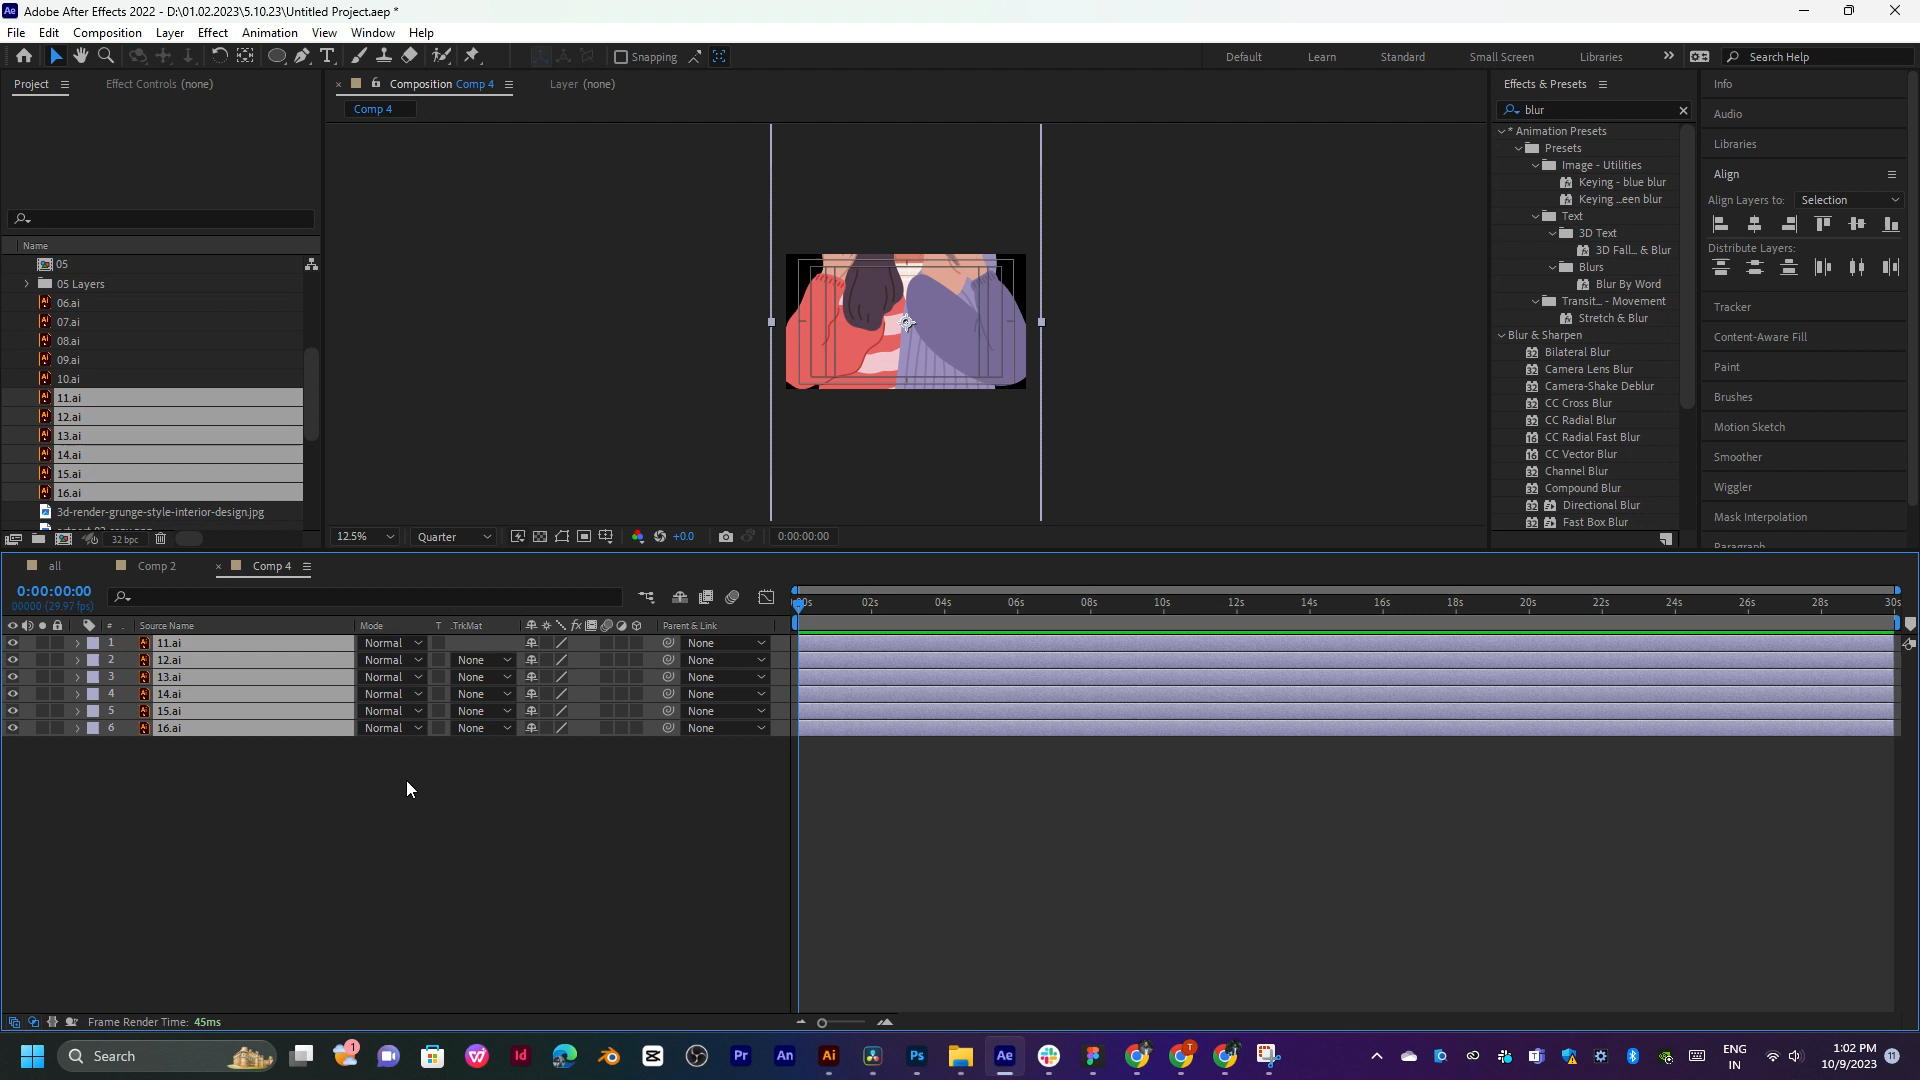 Adobe After Effects 2022 - D:\01.02.2023\5.10.23\Untitled Project.aep *
File Edit Composition Layer Effect Animation View Window Help
Snapping
Default Learn Standard Small Screen Libraries
Search Help
Project
Effect Controls (none)
Composition Comp 4
Layer (none)
Comp 4
Name
05
05 Layers
06.ai
07.ai
08.ai
09.ai
10.ai
11.ai
12.ai
13.ai
14.ai
15.ai
16.ai
3d-render-grunge-style-interior-design.jpg
32 bpc
12.5%
Quarter
+0.0
0:00:00:00
Effects & Presets
blur
* Animation Presets
Presets
Image - Utilities
Keying - blue blur
Keying ...een blur
Text
3D Text
3D Fall... & Blur
Blurs
Blur By Word
Transit... - Movement
Stretch & Blur
Blur & Sharpen
Bilateral Blur
Camera Lens Blur
Camera-Shake Deblur
CC Cross Blur
CC Radial Blur
CC Radial Fast Blur
CC Vector Blur
Channel Blur
Compound Blur
Directional Blur
Fast Box Blur
Info
Audio
Libraries
Align
Align Layers to: Selection
Distribute Layers:
Tracker
Content-Aware Fill
Paint
Brushes
Motion Sketch
Smoother
Wiggler
Mask Interpolation
Paragraph
all
Comp 2
Comp 4
0:00:00:00
00000 (29.97 fps)
# Source Name Mode T .TrkMat Parent & Link
:00s 02s 04s 06s 08s 10s 12s 14s 16s 18s 20s 22s 24s 26s 28s 30s
1 11.ai Normal None
2 12.ai Normal None None
3 13.ai Normal None None
4 14.ai Normal None None
5 15.ai Normal None None
6 16.ai Normal None None
Frame Render Time: 45ms
Search
ENG
IN
1:02 PM
10/9/2023